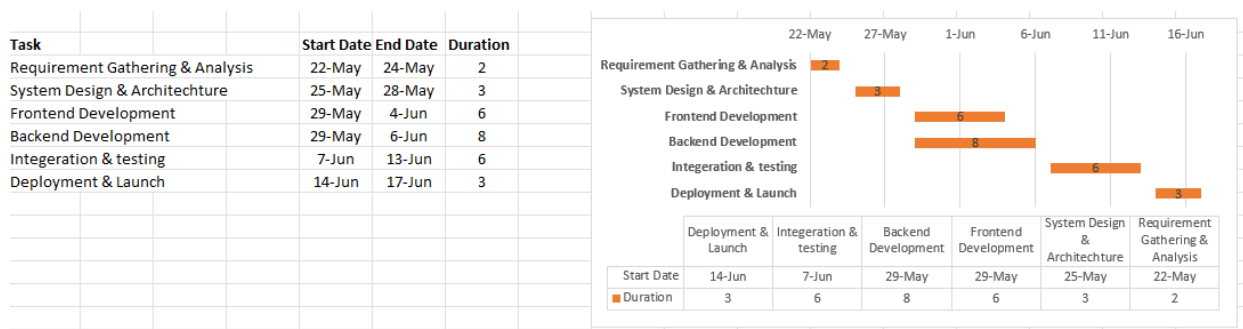 Task Start Date End Date Duration
Requirement Gathering & Analysis 22-May 24-May 2
System Design & Architechture 25-May 28-May 3
Frontend Development 29-May 4-Jun 6
Backend Development 29-May 6-Jun 8
Integeration & testing 7-Jun 13-Jun 6
Deployment & Launch 14-Jun 17-Jun 3
22-May 27-May 1-Jun 6-Jun 11-Jun 16-Jun
Requirement Gathering & Analysis 2
System Design & Architechture 3
Frontend Development 6
Backend Development 8
Integeration & testing 6
Deployment & Launch 3
Deployment & Launch Integeration & testing Backend Development Frontend Development System Design & Architechture Requirement Gathering & Analysis
Start Date 14-Jun 7-Jun 29-May 29-May 25-May 22-May
Duration 3 6 8 6 3 2